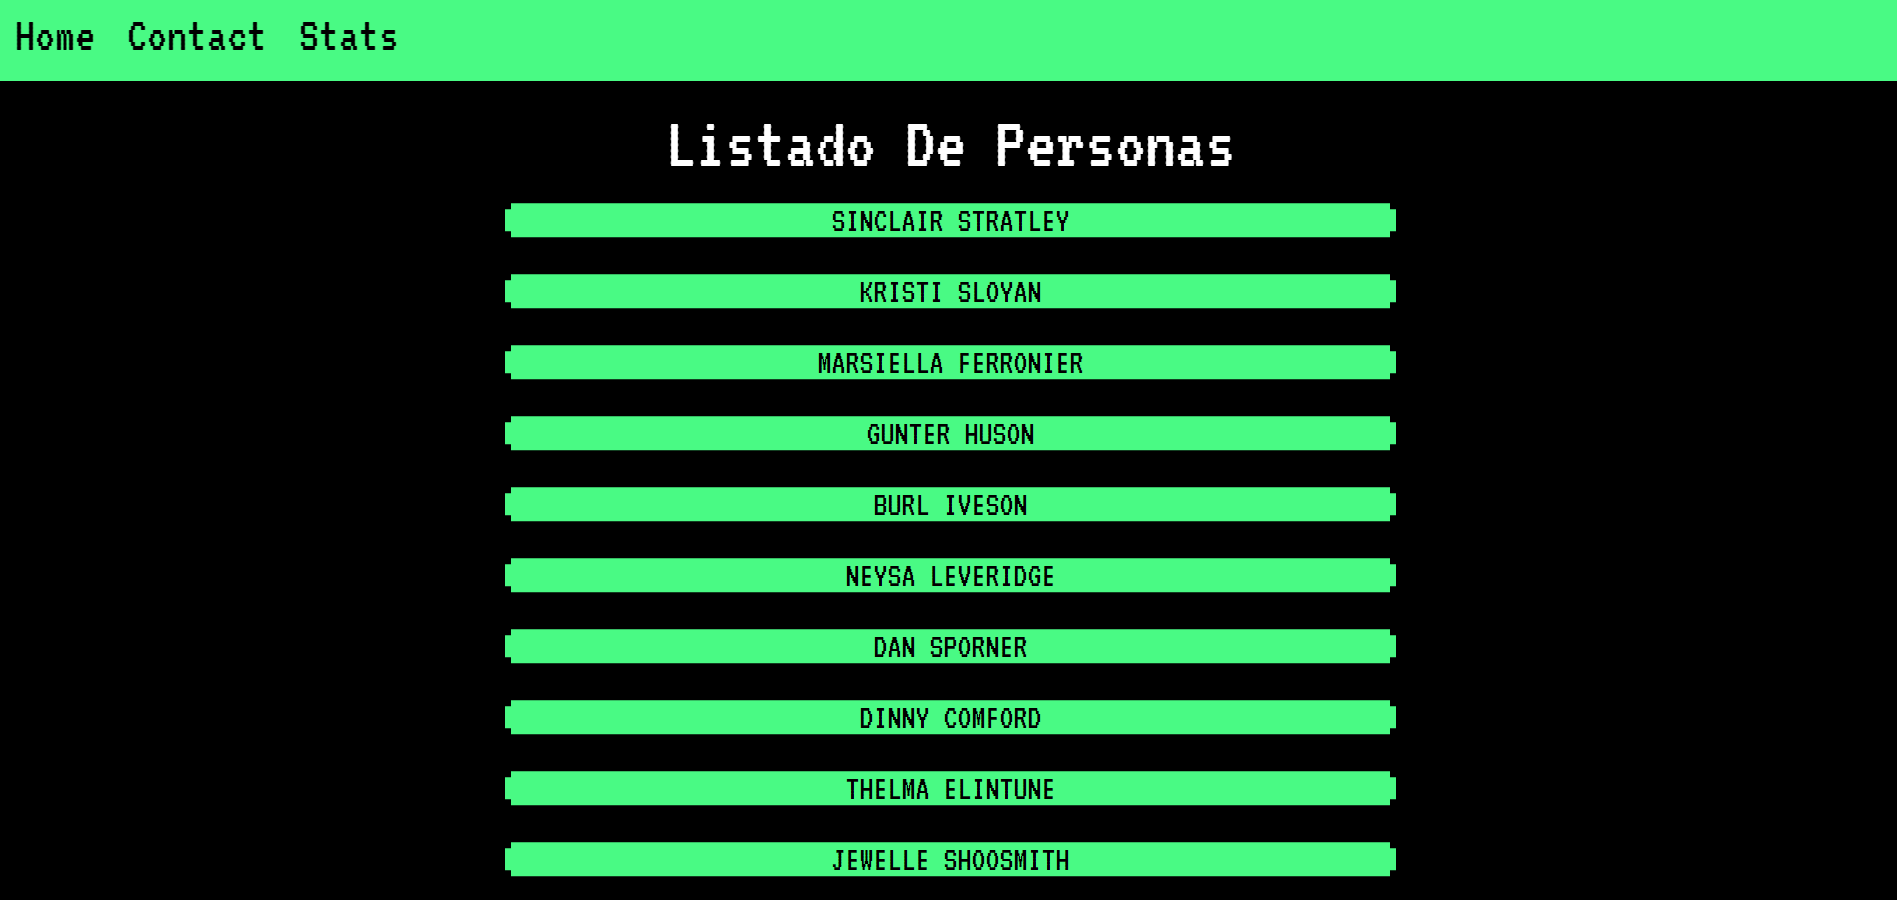 Home Contact Stats
Listado De Personas
SINCLAIR STRATLEY
KRISTI SLOYAN
MARSIELLA FERRONIER
GUNTER HUSON
BURL IVESON
NEYSA LEVERIDGE
DAN SPORNER
DINNY COMFORD
THELMA ELINTUNE
JEWELLE SHOOSMITH